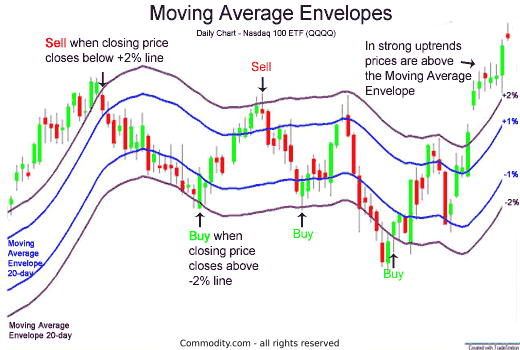 Moving Average Envelopes
Daily Chart - Nasdaq 100 ETF (QQQQ)
Sell when closing price
closes below +2% line
Sell
In strong uptrends
prices are above
the Moving Average
Envelope
+2%
+1%
-1%
-2%
Buy when
closing price
closes above
-2% line
Buy
Buy
Moving
Average
Envelope
20-day
Moving Average
Envelope 20-day
Commodity.com - all rights reserved
Created with TradeStation